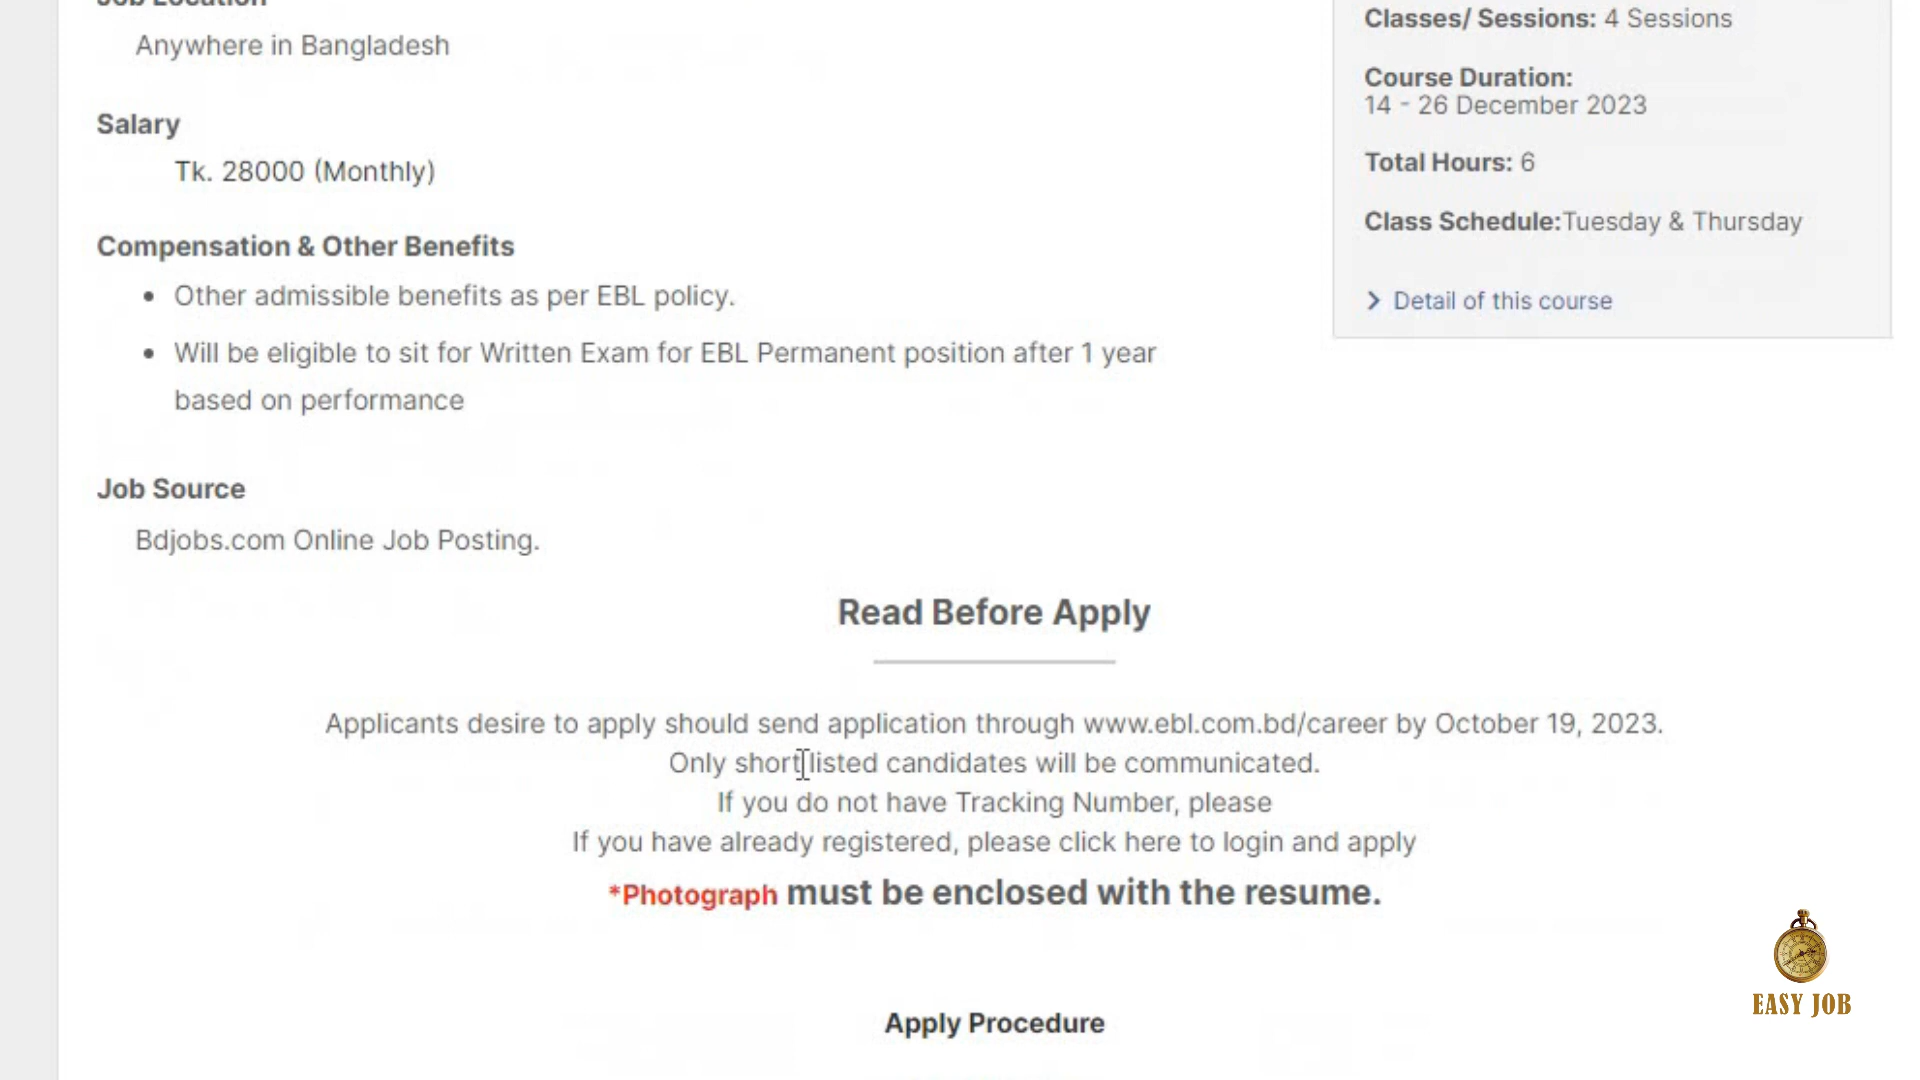 Job Location
Anywhere in Bangladesh
Salary
Tk. 28000 (Monthly)
Compensation & Other Benefits
• Other admissible benefits as per EBL policy.
• Will be eligible to sit for Written Exam for EBL Permanent position after 1 year
based on performance
Job Source
Bdjobs.com Online Job Posting.
Classes/ Sessions: 4 Sessions
Course Duration:
14 - 26 December 2023
Total Hours: 6
Class Schedule:Tuesday & Thursday
> Detail of this course
Read Before Apply
Applicants desire to apply should send application through www.ebl.com.bd/career by October 19, 2023.
Only short listed candidates will be communicated.
If you do not have Tracking Number, please
If you have already registered, please click here to login and apply
*Photograph must be enclosed with the resume.
Apply Procedure
EASY JOB